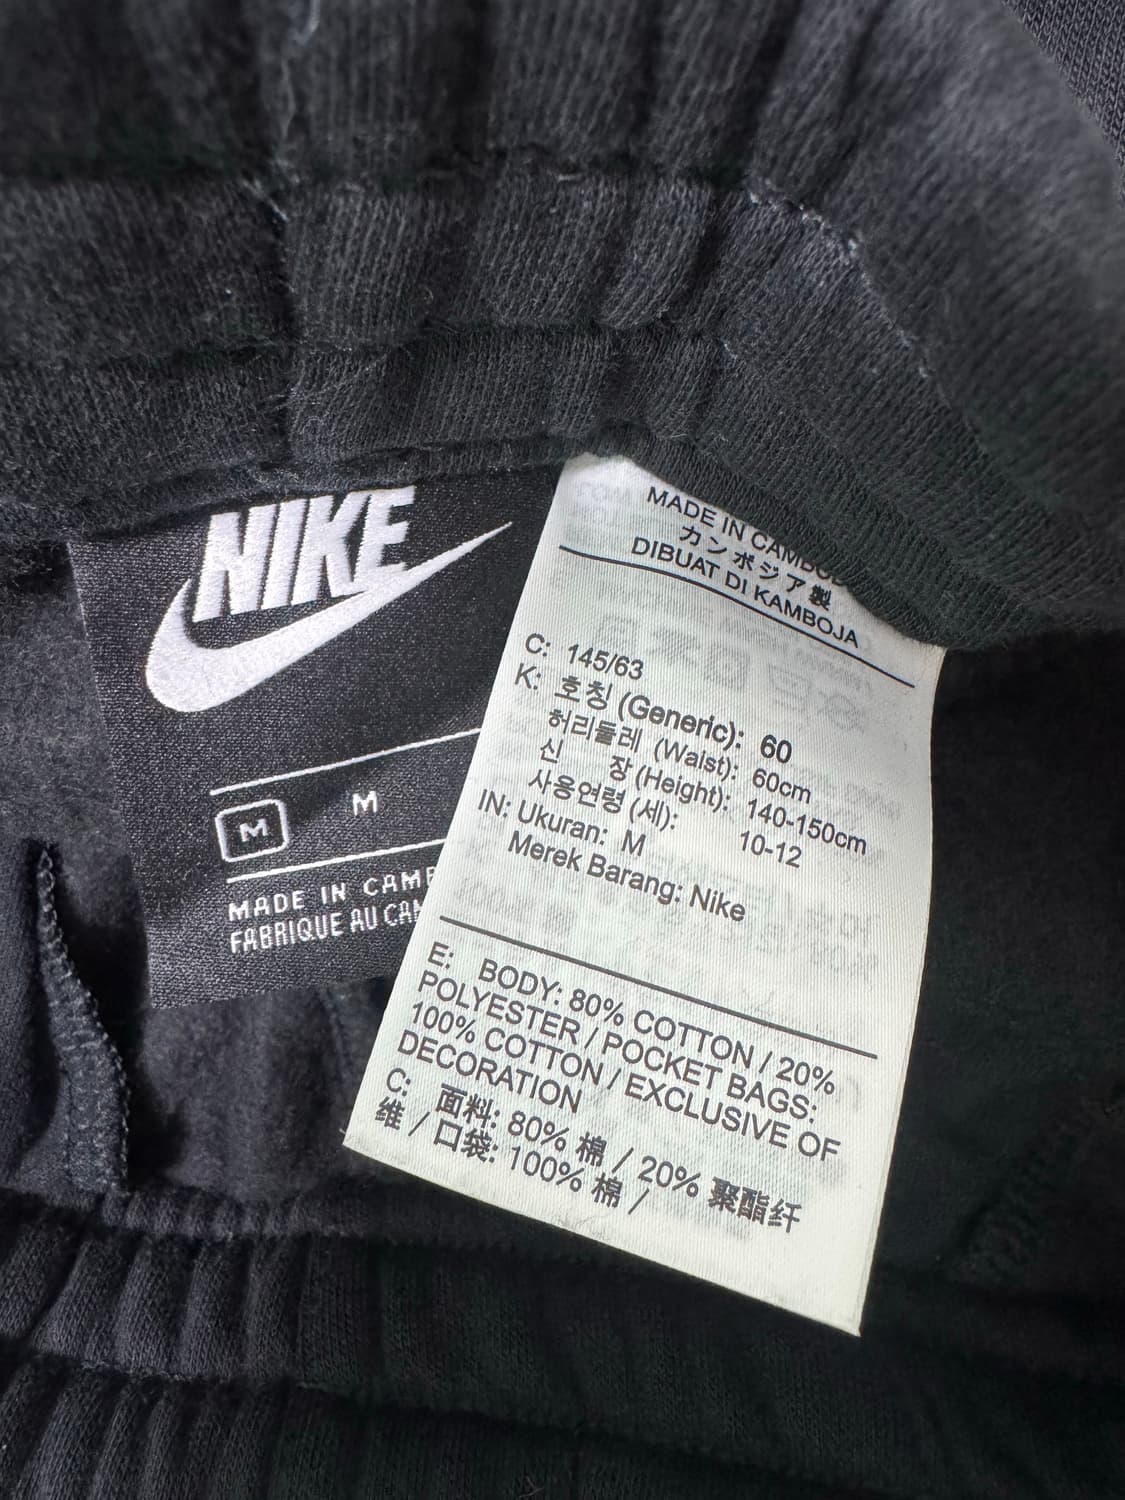 NIKE
M M
MADE IN
FABRIQUE AU
MADE IN
カンボジア製
DIBUAT DI KAMBOJA
C: 145/63
K: 호칭 (Generic): 60
허리둘레 (Waist): 60cm
신 장 (Height): 140-150cm
사용연령 (세): 10-12
IN: Ukuran: M
Merek Barang: Nike
E: BODY: 80% COTTON / 20%
POLYESTER / POCKET BAGS:
100% COTTON / EXCLUSIVE OF
DECORATION
C: 面料: 80% 棉 / 20% 聚酯纤
维 / 口袋: 100% 棉 /